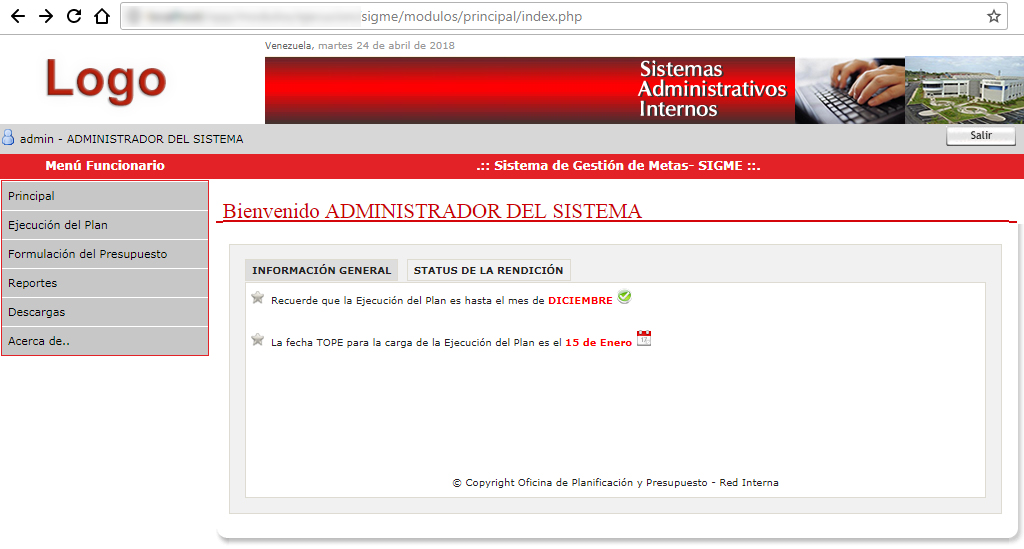 sigme/modulos/principal/index.php
Logo
Venezuela, martes 24 de abril de 2018
Sistemas
Administrativos
Internos
admin - ADMINISTRADOR DEL SISTEMA
Salir
Menú Funcionario
.:: Sistema de Gestión de Metas- SIGME ::.
Principal
Ejecución del Plan
Formulación del Presupuesto
Reportes
Descargas
Acerca de..
Bienvenido ADMINISTRADOR DEL SISTEMA
INFORMACIÓN GENERAL
STATUS DE LA RENDICIÓN
Recuerde que la Ejecución del Plan es hasta el mes de DICIEMBRE
La fecha TOPE para la carga de la Ejecución del Plan es el 15 de Enero
© Copyright Oficina de Planificación y Presupuesto - Red Interna